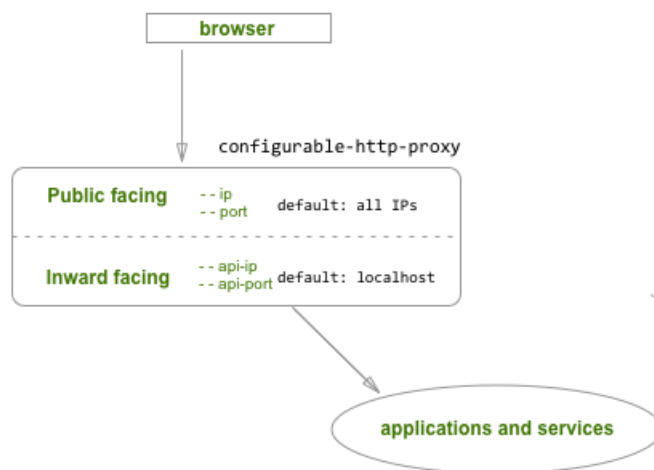 browser
configurable-http-proxy
Public facing
-- ip
-- port
default: all IPs
Inward facing
-- api-ip
-- api-port
default: localhost
applications and services